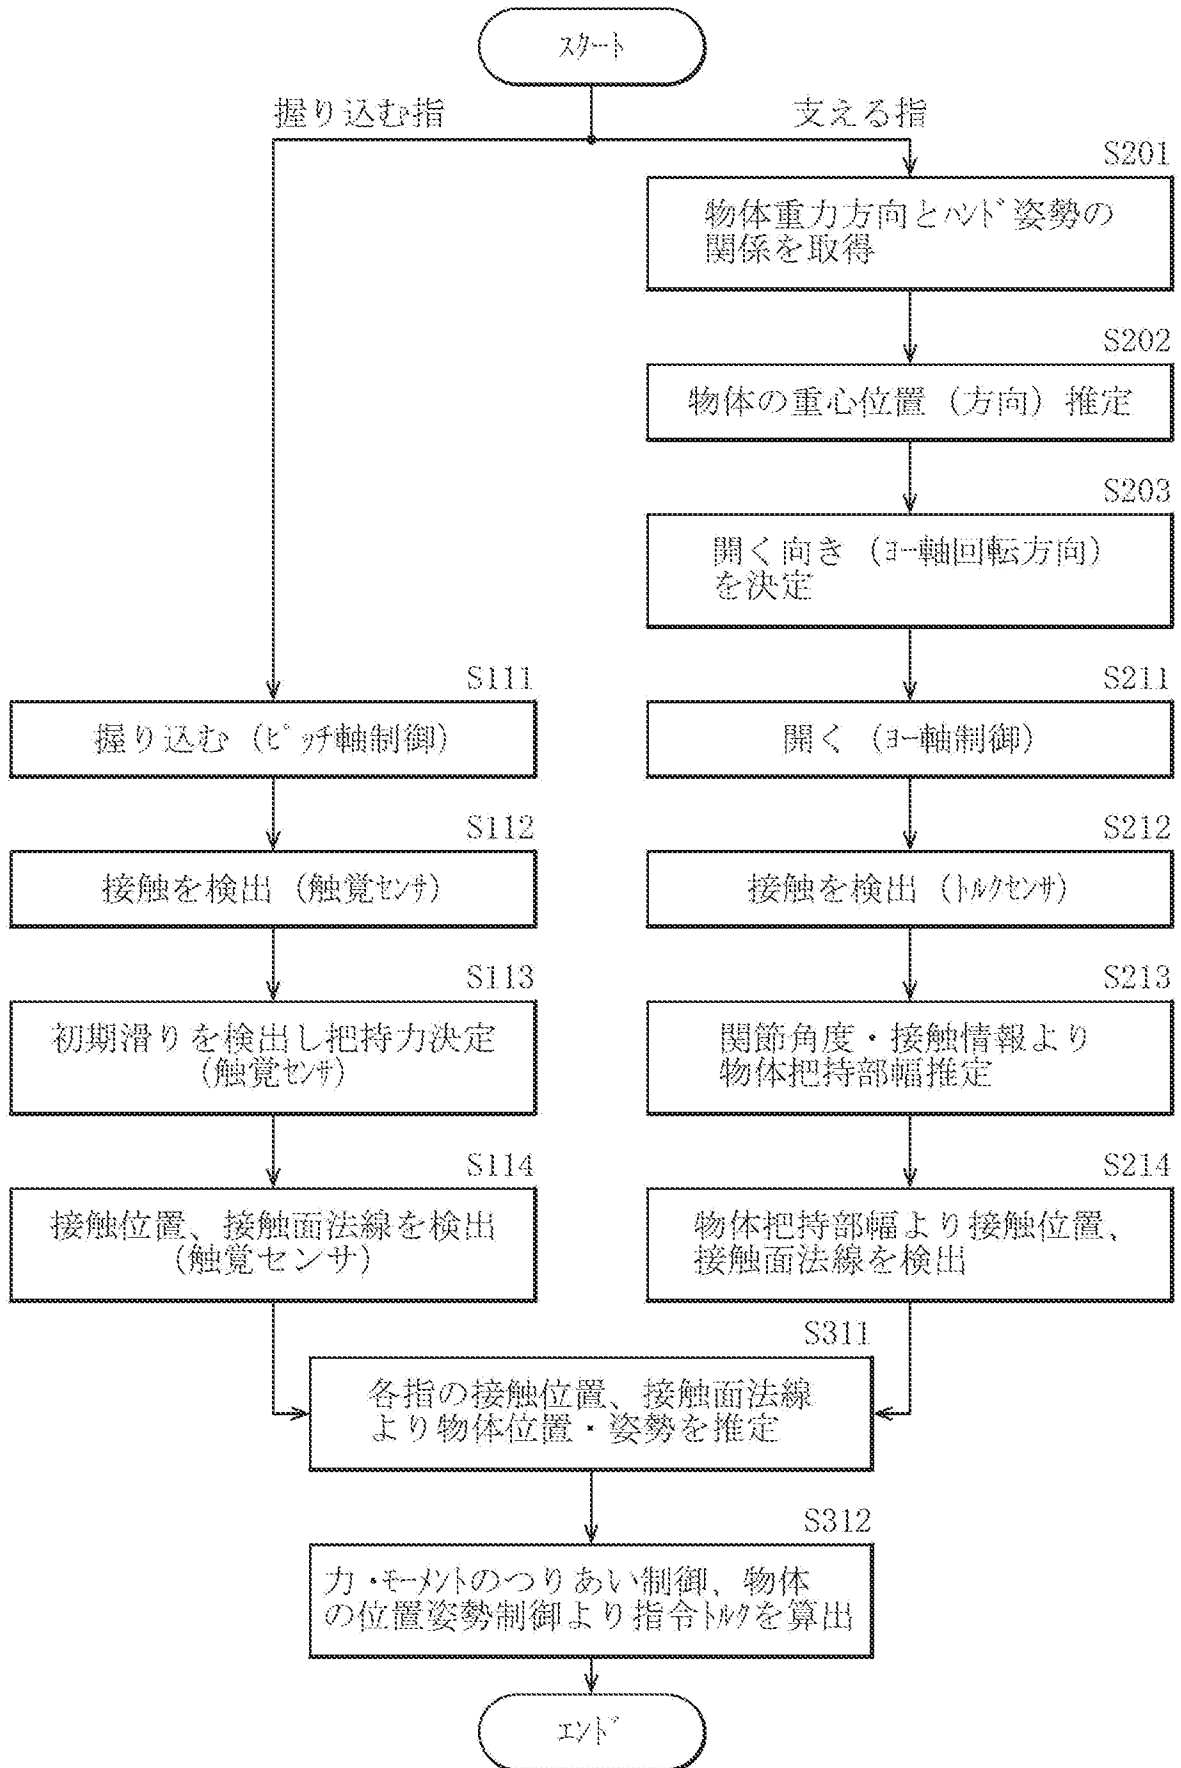 スタート
握り込む指
支える指
S201
物体重力方向とハンド姿勢の
関係を取得
S202
物体の重心位置（方向）推定
S203
開く向き（ヨー軸回転方向）
を決定
S111
握り込む（ピッチ軸制御）
S211
開く（ヨー軸制御）
S112
接触を検出（触覚センサ）
S212
接触を検出（トルクセンサ）
S113
初期滑りを検出し把持力決定
（触覚センサ）
S213
関節角度・接触情報より
物体把持部幅推定
S114
接触位置、接触面法線を検出
（触覚センサ）
S214
物体把持部幅より接触位置、
接触面法線を検出
S311
各指の接触位置、接触面法線
より物体位置・姿勢を推定
S312
力・モーメントのつりあい制御、物体
の位置姿勢制御より指令トルクを算出
エンド